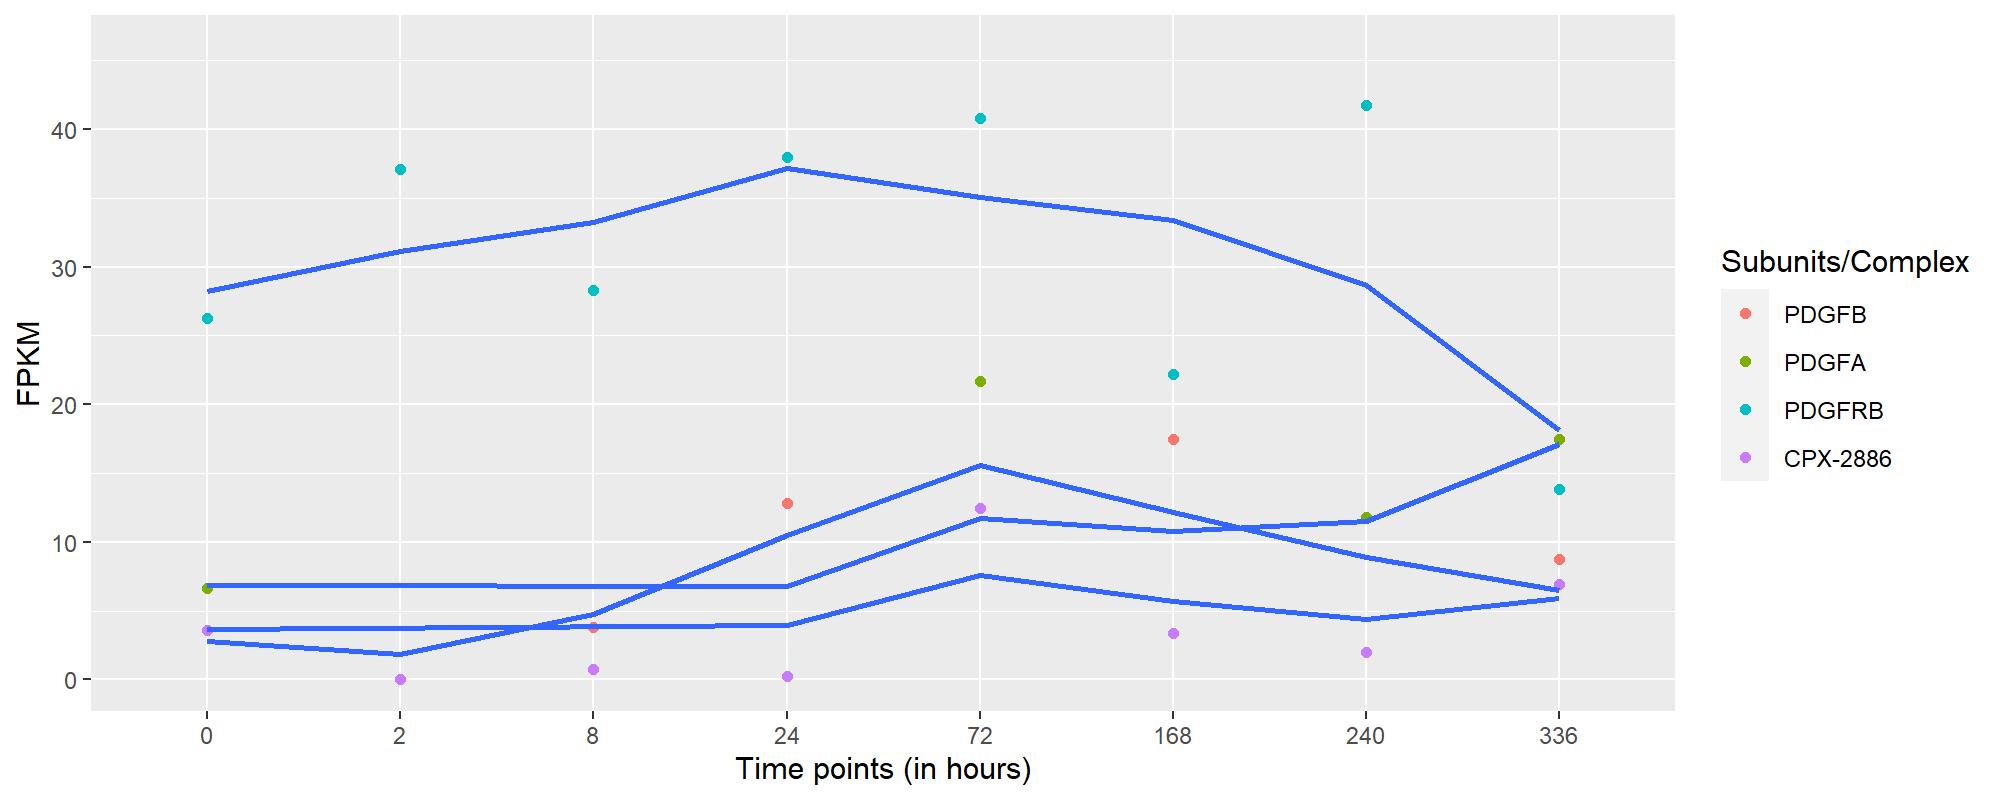 40
30
20
10
0
FPKM
0 2 8 24 72 168 240 336
Time points (in hours)
Subunits/Complex
PDGFB
PDGFA
PDGFRB
CPX-2886